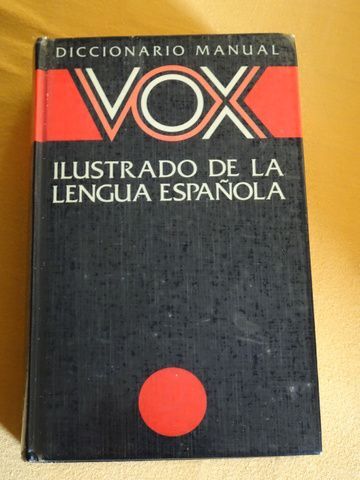 DICCIONARIO MANUAL
VOX
ILUSTRADO DE LA
LENGUA ESPAÑOLA